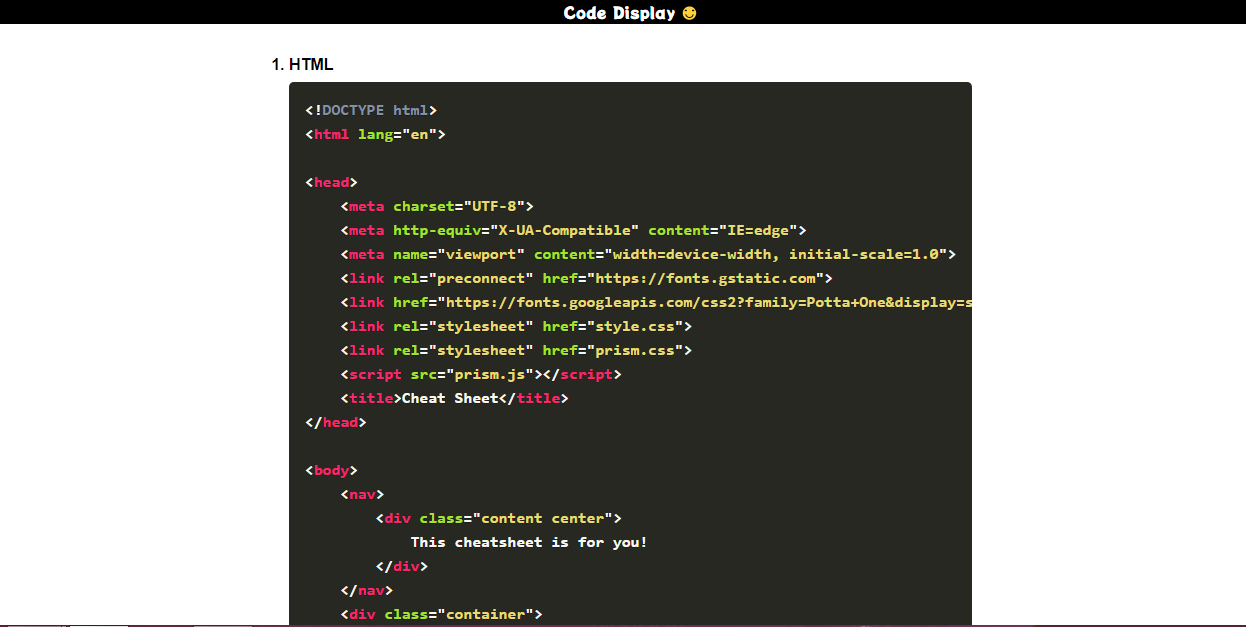 Code Display 😊
1. HTML
<!DOCTYPE html>
<html lang="en">
<head>
<meta charset="UTF-8">
<meta http-equiv="X-UA-Compatible" content="IE=edge">
<meta name="viewport" content="width=device-width, initial-scale=1.0">
<link rel="preconnect" href="https://fonts.gstatic.com">
<link href="https://fonts.googleapis.com/css2?family=Potta+One&display=s
<link rel="stylesheet" href="style.css">
<link rel="stylesheet" href="prism.css">
<script src="prism.js"></script>
<title>Cheat Sheet</title>
</head>
<body>
<nav>
<div class="content center">
This cheatsheet is for you!
</div>
</nav>
<div class="container">